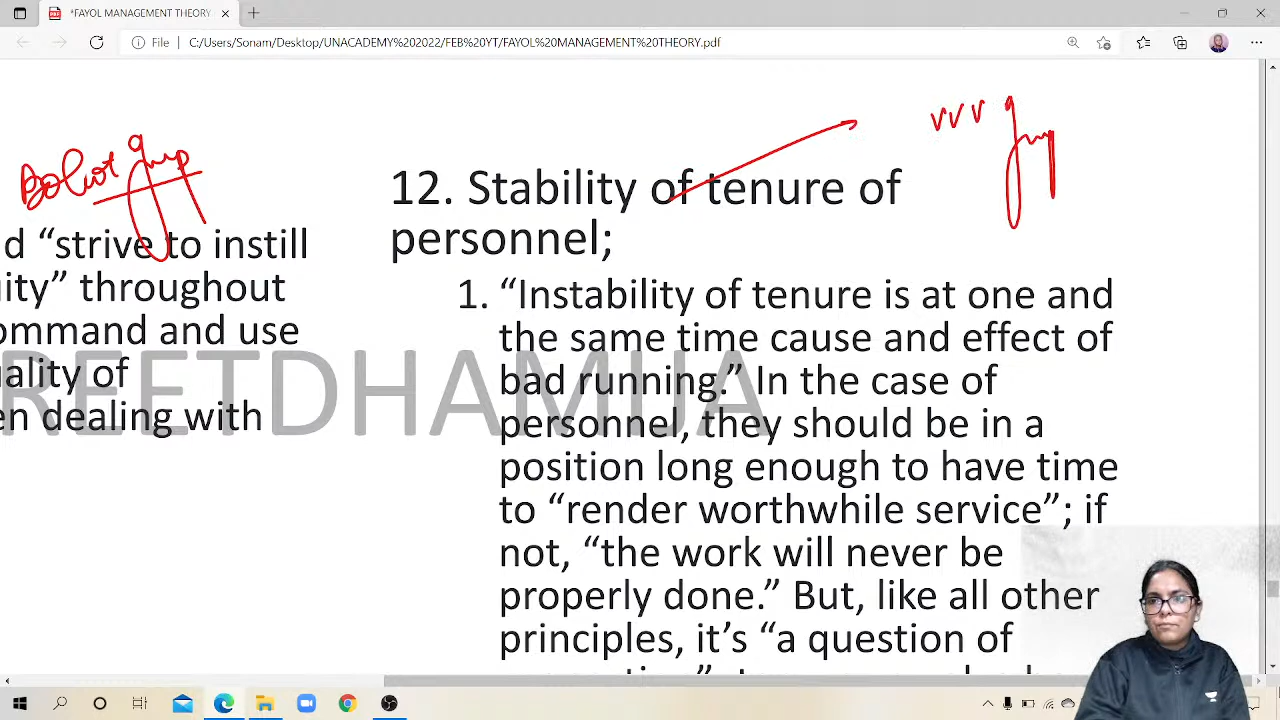 *FAYOL MANAGEMENT THEORY
File
C:/Users/Sonam/Desktop/UNACADEMY%202022/FEB%20YT/FAYOL%20MANAGEMENT%20THEORY.pdf
d “strive to instill
ity” throughout
ommand and use
ality of
en dealing with
REETDHAMIJA
12. Stability of tenure of
personnel;
1. “Instability of tenure is at one and
the same time cause and effect of
bad running.” In the case of
personnel, they should be in a
position long enough to have time
to “render worthwhile service”; if
not, “the work will never be
properly done.” But, like all other
principles, it’s “a question of